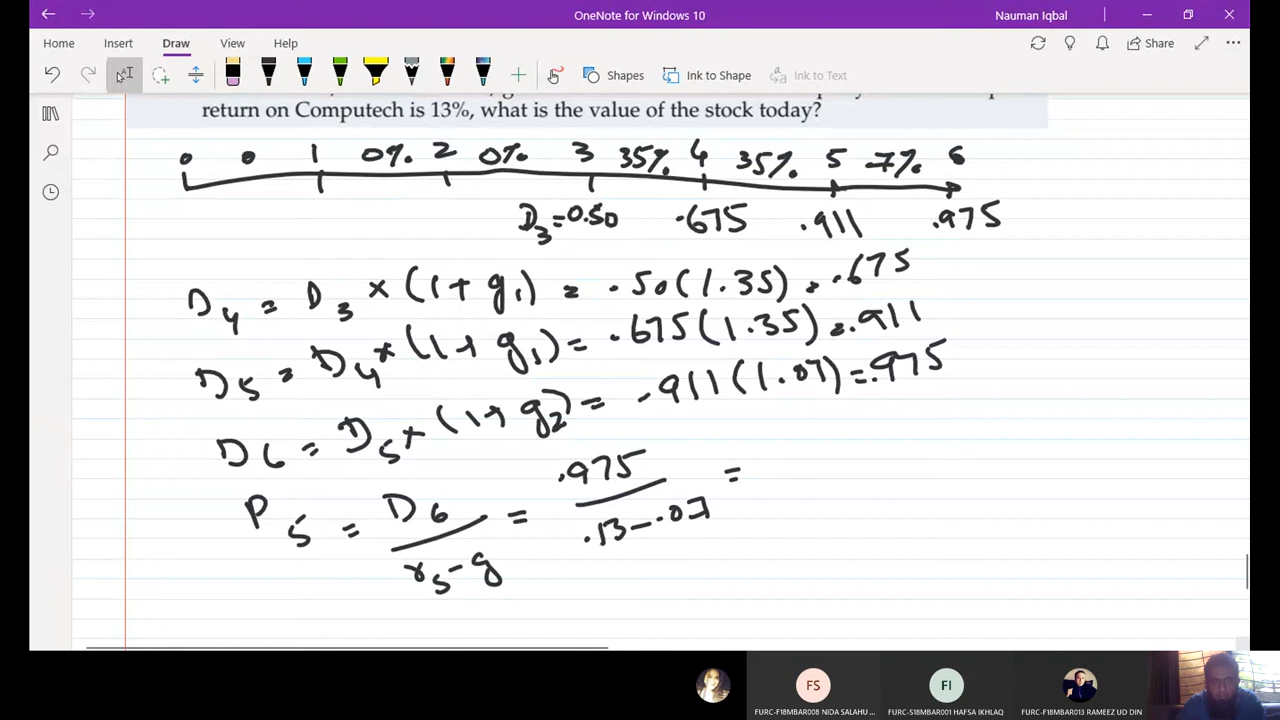 OneNote for Windows 10
Nauman Iqbal
Home Insert Draw View Help
Share
Shapes Ink to Shape Ink to Text
return on Computech is 13%, what is the value of the stock today?
0 0 1 0% 2 0% 3 35% 4 35% 5 7% 6
D3=0.50 .675 .911 .975
D4 = D3 × (1+g1) = .50(1.35) = .675
D5 = D4 × (1+g1) = .675(1.35) = .911
D6 = D5 × (1+g2) = .911(1.07) = .975
P5 = D6 / rs-g = .975 / .13-.07 =
FS FI
FURC-F18MBAR008 NIDA SALAHU ... FURC-S18MBAR001 HAFSA IKHLAQ FURC-F18MBAR013 RAMEEZ UD DIN